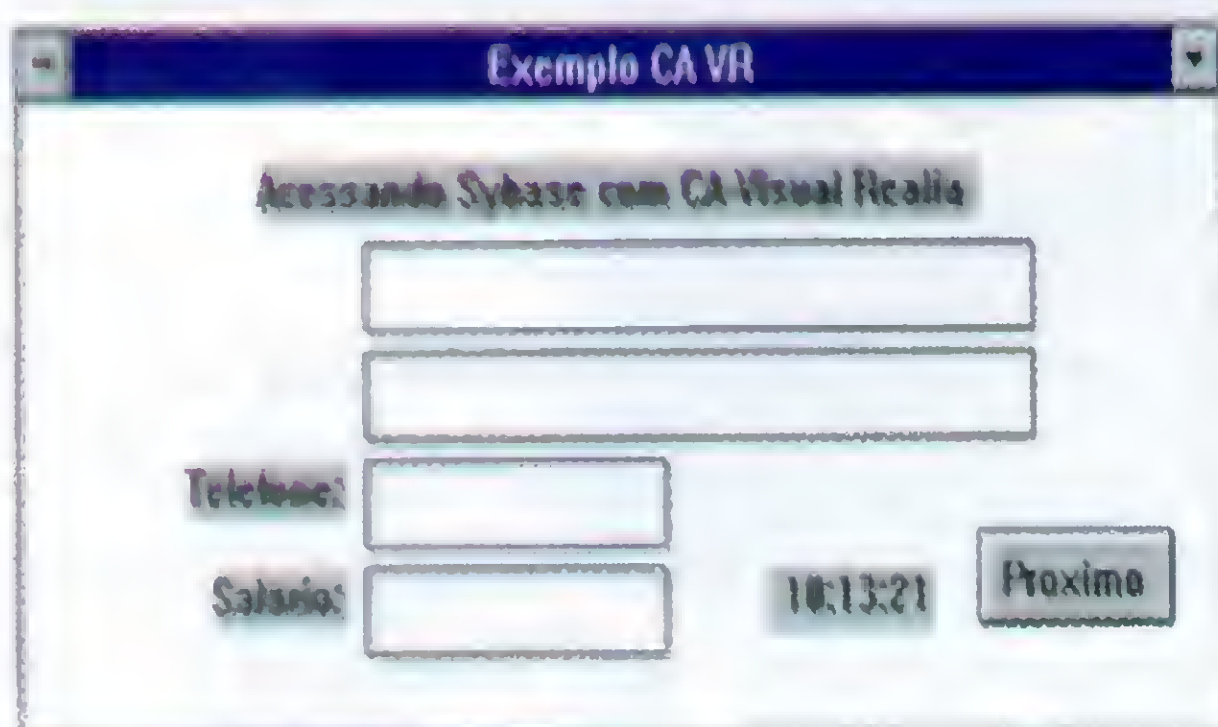 Exemplo CA VR
Acessando Sybase com CA Visual Realia
Telefone:
Salario:
10:13:21
Proximo